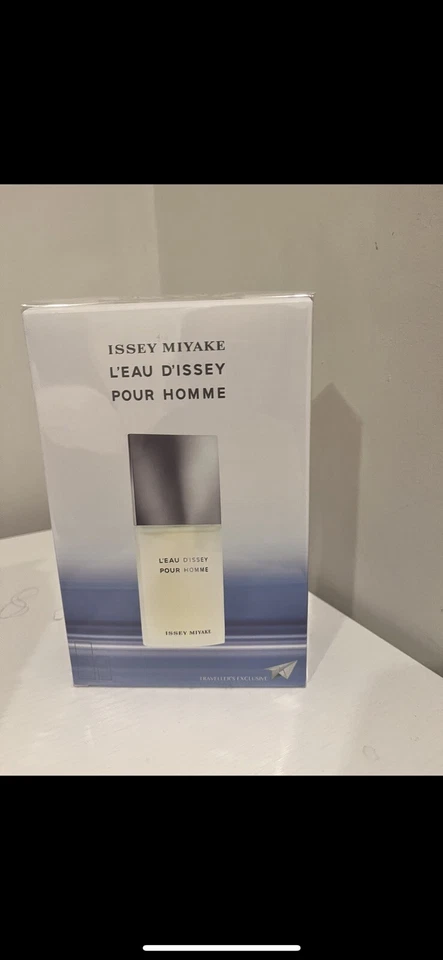 ISSEY MIYAKE
L'EAU D'ISSEY
POUR HOMME
L'EAU D'ISSEY
POUR HOMME
ISSEY MIYAKE
TRAVELLER'S EXCLUSIVE